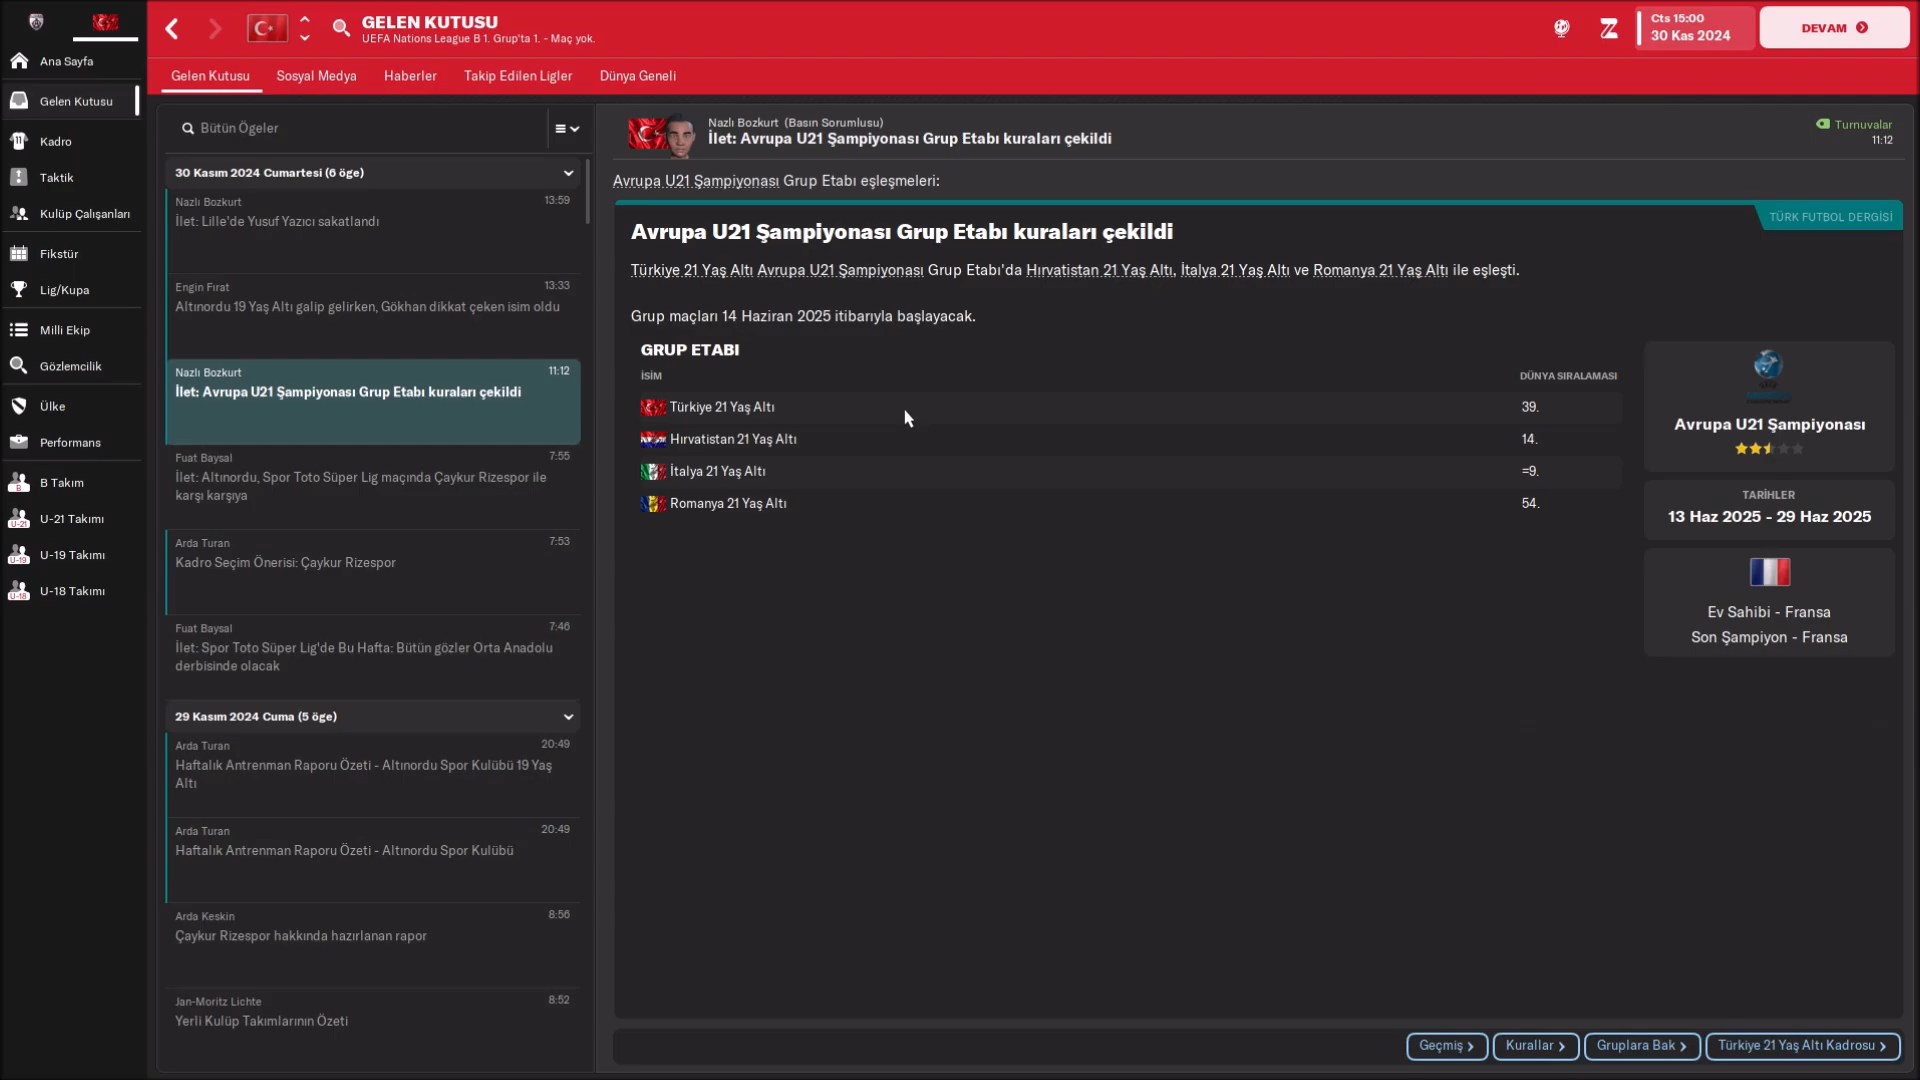 GELEN KUTUSU
UEFA Nations League B 1. Grup'ta 1. - Maç yok.
Cts 15:00
30 Kas 2024
DEVAM
Gelen Kutusu
Sosyal Medya
Haberler
Takip Edilen Ligler
Dünya Geneli
Ana Sayfa
Gelen Kutusu
Kadro
Taktik
Kulüp Çalışanları
Fikstür
Lig/Kupa
Milli Ekip
Gözlemcilik
Ülke
Performans
B
B Takım
U-21
U-21 Takımı
U-19
U-19 Takımı
U-18
U-18 Takımı
Bütün Ögeler
30 Kasım 2024 Cumartesi (6 öge)
Nazlı Bozkurt
13:59
İlet: Lille'de Yusuf Yazıcı sakatlandı
Engin Fırat
13:33
Altınordu 19 Yaş Altı galip gelirken, Gökhan dikkat çeken isim oldu
Nazlı Bozkurt
11:12
İlet: Avrupa U21 Şampiyonası Grup Etabı kuraları çekildi
Fuat Baysal
7:55
İlet: Altınordu, Spor Toto Süper Lig maçında Çaykur Rizespor ile
karşı karşıya
Arda Turan
7:53
Kadro Seçim Önerisi: Çaykur Rizespor
Fuat Baysal
7:46
İlet: Spor Toto Süper Lig'de Bu Hafta: Bütün gözler Orta Anadolu
derbisinde olacak
29 Kasım 2024 Cuma (5 öge)
Arda Turan
20:49
Haftalık Antrenman Raporu Özeti - Altınordu Spor Kulübü 19 Yaş
Altı
Arda Turan
20:49
Haftalık Antrenman Raporu Özeti - Altınordu Spor Kulübü
Arda Keskin
8:56
Çaykur Rizespor hakkında hazırlanan rapor
Jan-Moritz Lichte
8:52
Yerli Kulüp Takımlarının Özeti
Nazlı Bozkurt (Basın Sorumlusu)
İlet: Avrupa U21 Şampiyonası Grup Etabı kuraları çekildi
Turnuvalar
11:12
Avrupa U21 Şampiyonası Grup Etabı eşleşmeleri:
TÜRK FUTBOL DERGİSİ
Avrupa U21 Şampiyonası Grup Etabı kuraları çekildi
Türkiye 21 Yaş Altı Avrupa U21 Şampiyonası Grup Etabı'da Hırvatistan 21 Yaş Altı, İtalya 21 Yaş Altı ve Romanya 21 Yaş Altı ile eşleşti.
Grup maçları 14 Haziran 2025 itibarıyla başlayacak.
GRUP ETABI
İSİM
DÜNYA SIRALAMASI
Türkiye 21 Yaş Altı
39.
Hırvatistan 21 Yaş Altı
14.
İtalya 21 Yaş Altı
=9.
Romanya 21 Yaş Altı
54.
Avrupa U21 Şampiyonası
TARİHLER
13 Haz 2025 - 29 Haz 2025
Ev Sahibi - Fransa
Son Şampiyon - Fransa
Geçmiş
Kurallar
Gruplara Bak
Türkiye 21 Yaş Altı Kadrosu